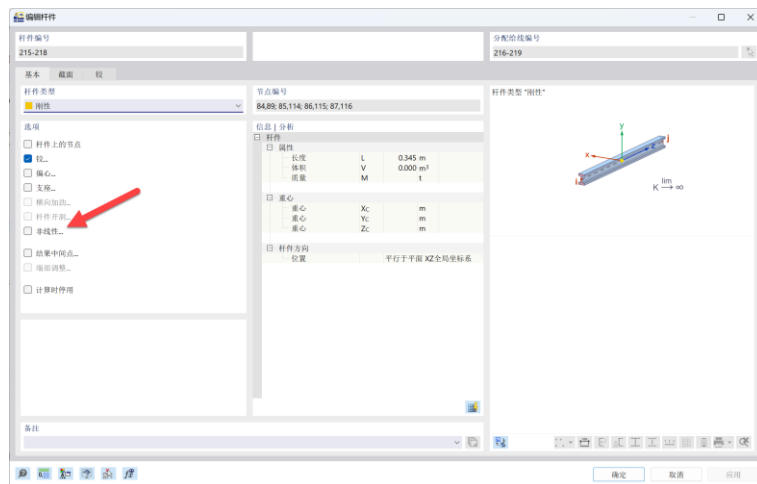 编辑杆件
杆件编号
215-218
分配给线编号
216-219
基本 截面 铰
杆件类型
刚性
选项
杆件上的节点
铰...
偏心...
支座...
横向加劲...
杆件开洞...
非线性...
结果中间点...
端部调整...
计算时停用
节点编号
84,89; 85,114; 86,115; 87,116
信息 | 分析
杆件
属性
长度 L 0.345 m
体积 V 0.000 m³
质量 M t
重心
重心 Xc m
重心 Yc m
重心 Zc m
杆件方向
位置 平行于平面 XZ全局坐标系
杆件类型 "刚性"
y
x
z
i
j
lim
K → ∞
备注
确定 取消 应用